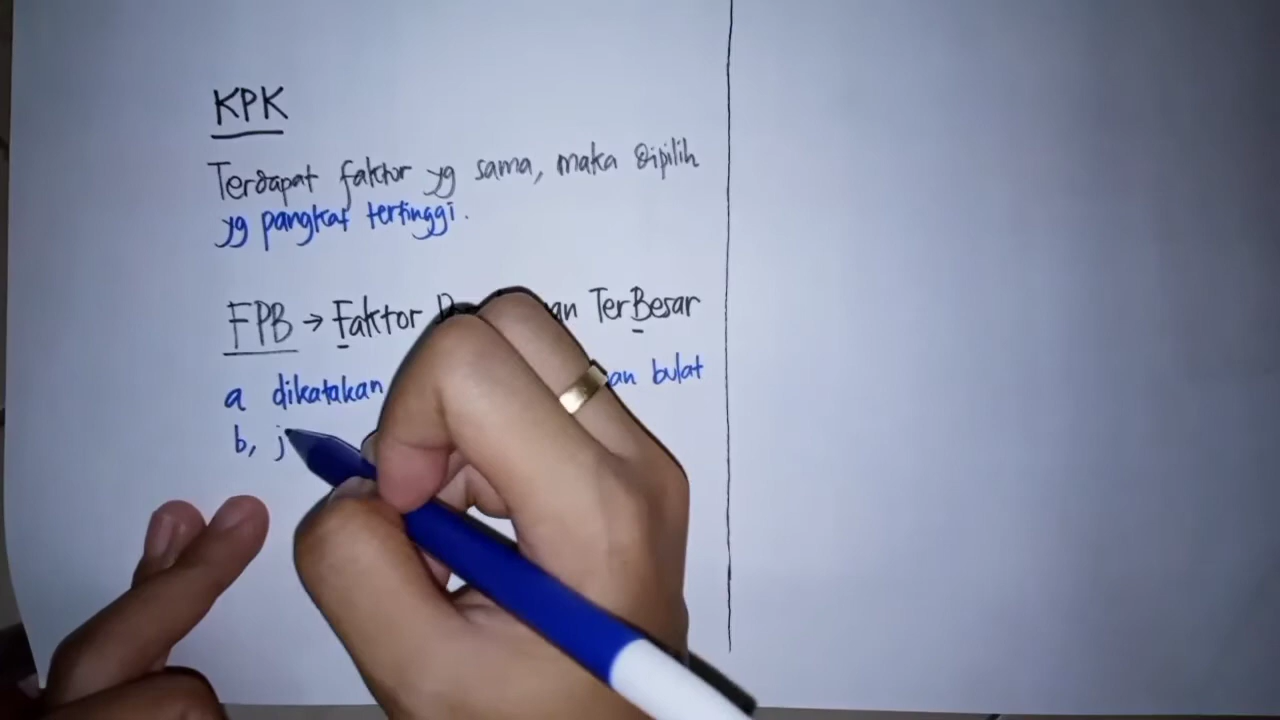 KPK
Terdapat faktor yg sama, maka dipilih
yg pangkat tertinggi.
FPB → Faktor an TerBesar
a dikatakan an bulat
b, j